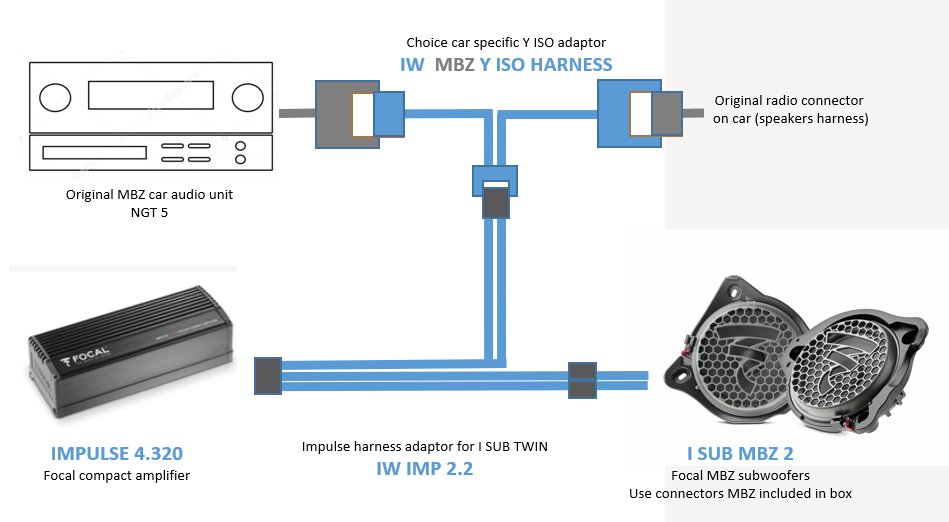 Choice car specific Y ISO adaptor
IW MBZ Y ISO HARNESS
Original radio connector
on car (speakers harness)
Original MBZ car audio unit
NGT 5
FOCAL
IMPULSE 4.320
Focal compact amplifier
Impulse harness adaptor for I SUB TWIN
IW IMP 2.2
I SUB MBZ 2
Focal MBZ subwoofers
Use connectors MBZ included in box